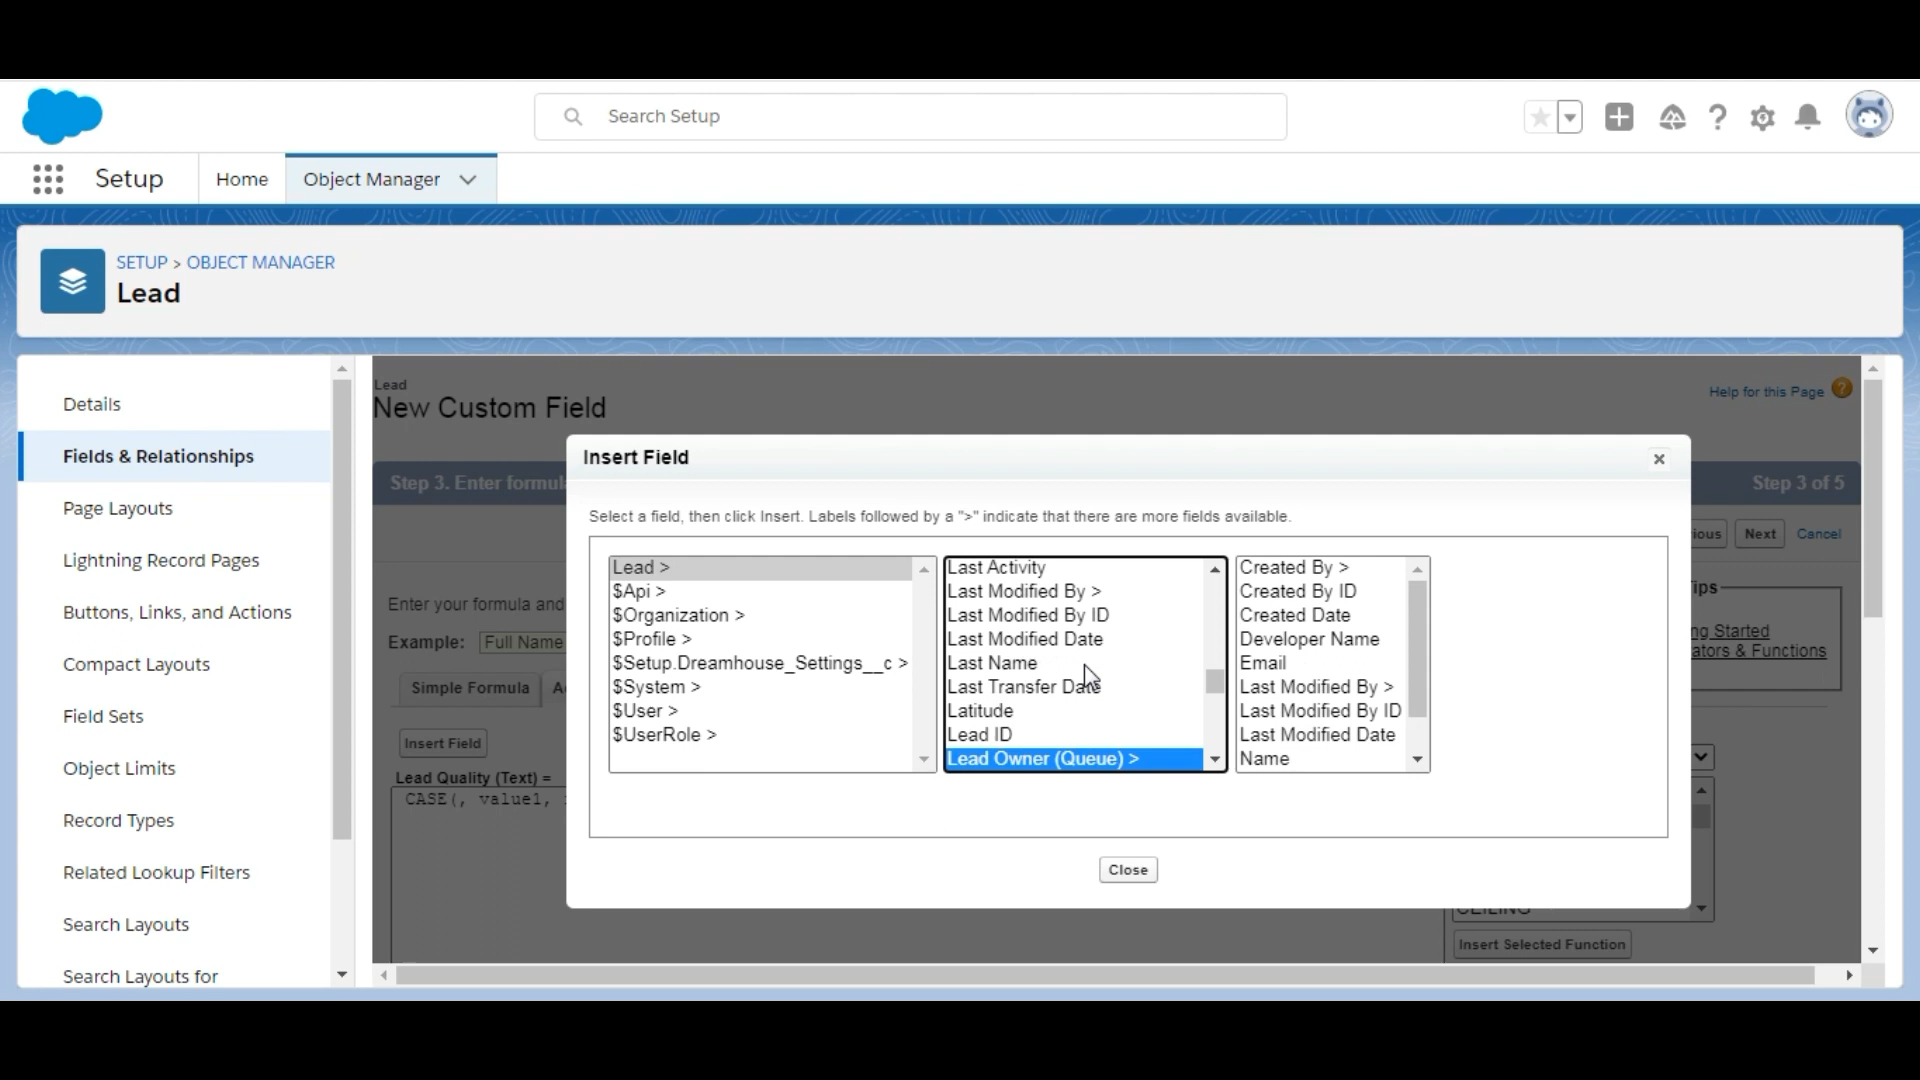 Search Setup
Setup
Home
Object Manager
SETUP > OBJECT MANAGER
Lead
Details
Fields & Relationships
Page Layouts
Lightning Record Pages
Buttons, Links, and Actions
Compact Layouts
Field Sets
Object Limits
Record Types
Related Lookup Filters
Search Layouts
Search Layouts for
Lead
New Custom Field
Help for this Page
Step 3. Enter formul
Step 3 of 5
ious
Next
Cancel
Enter your formula and
Example: Full Name
Simple Formula
Insert Field
Lead Quality (Text) =
CASE(, value1,
ips
ng Started
ators & Functions
CEILING
Insert Selected Function
Insert Field
Select a field, then click Insert. Labels followed by a ">" indicate that there are more fields available.
Lead >
$Api >
$Organization >
$Profile >
$Setup.Dreamhouse_Settings__c >
$System >
$User >
$UserRole >
Last Activity
Last Modified By >
Last Modified By ID
Last Modified Date
Last Name
Last Transfer Date
Latitude
Lead ID
Lead Owner (Queue) >
Created By >
Created By ID
Created Date
Developer Name
Email
Last Modified By >
Last Modified By ID
Last Modified Date
Name
Close